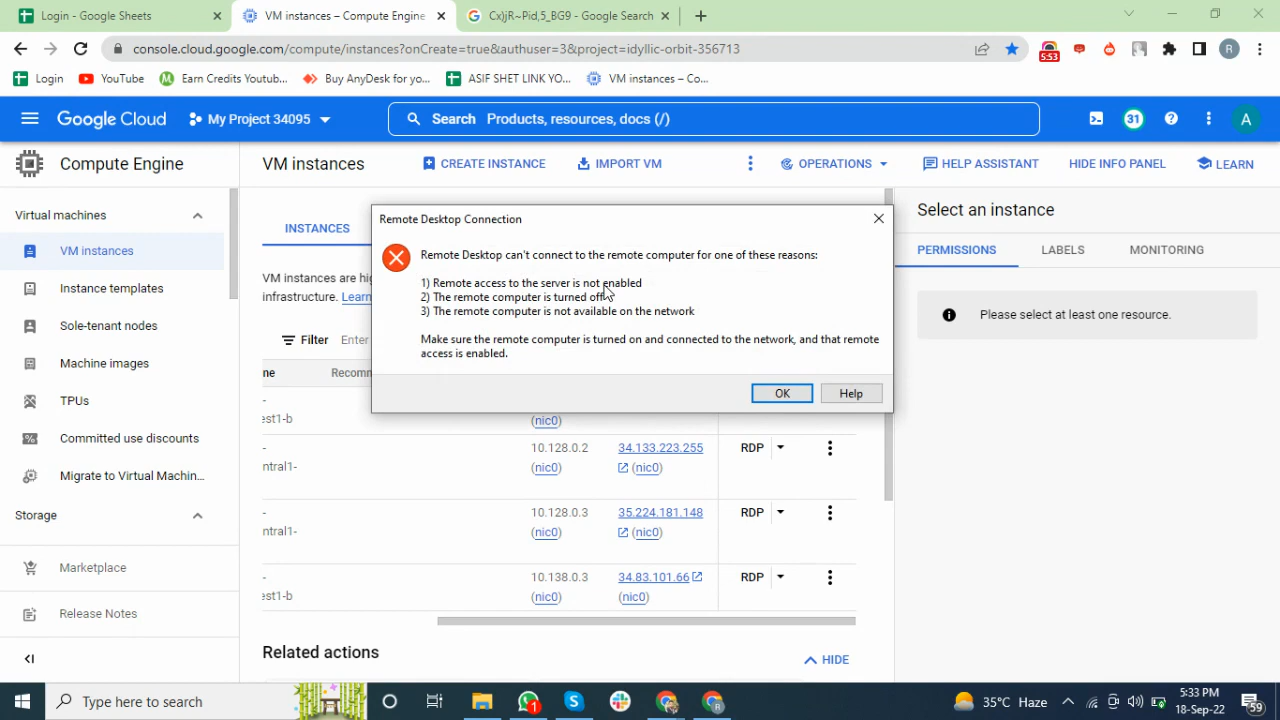 Login - Google Sheets
VM instances – Compute Engine
CxJjR~Pid,5_BG9 - Google Search
console.cloud.google.com/compute/instances?onCreate=true&authuser=3&project=idyllic-orbit-356713
5:53
R
Login
YouTube
Earn Credits Youtub...
Buy AnyDesk for yo...
ASIF SHET LINK YO...
VM instances – Co...
Google Cloud
My Project 34095
Search Products, resources, docs (/)
31
A
Compute Engine
VM instances
CREATE INSTANCE
IMPORT VM
OPERATIONS
HELP ASSISTANT
HIDE INFO PANEL
LEARN
Virtual machines
VM instances
Instance templates
Sole-tenant nodes
Machine images
TPUs
Committed use discounts
Migrate to Virtual Machin...
Storage
Marketplace
Release Notes
INSTANCES
VM instances are hig
infrastructure. Learn
Filter Enter
ne Recomm
Remote Desktop Connection
Remote Desktop can't connect to the remote computer for one of these reasons:
1) Remote access to the server is not enabled
2) The remote computer is turned off
3) The remote computer is not available on the network
Make sure the remote computer is turned on and connected to the network, and that remote
access is enabled.
OK
Help
est1-b
(nic0)
10.128.0.2 34.133.223.255 RDP
ntral1- (nic0) (nic0)
10.128.0.3 35.224.181.148 RDP
ntral1- (nic0) (nic0)
10.138.0.3 34.83.101.66 RDP
est1-b (nic0) (nic0)
Related actions
HIDE
Select an instance
PERMISSIONS
LABELS
MONITORING
Please select at least one resource.
Type here to search
1
R
35°C Haze
5:33 PM
18-Sep-22
59